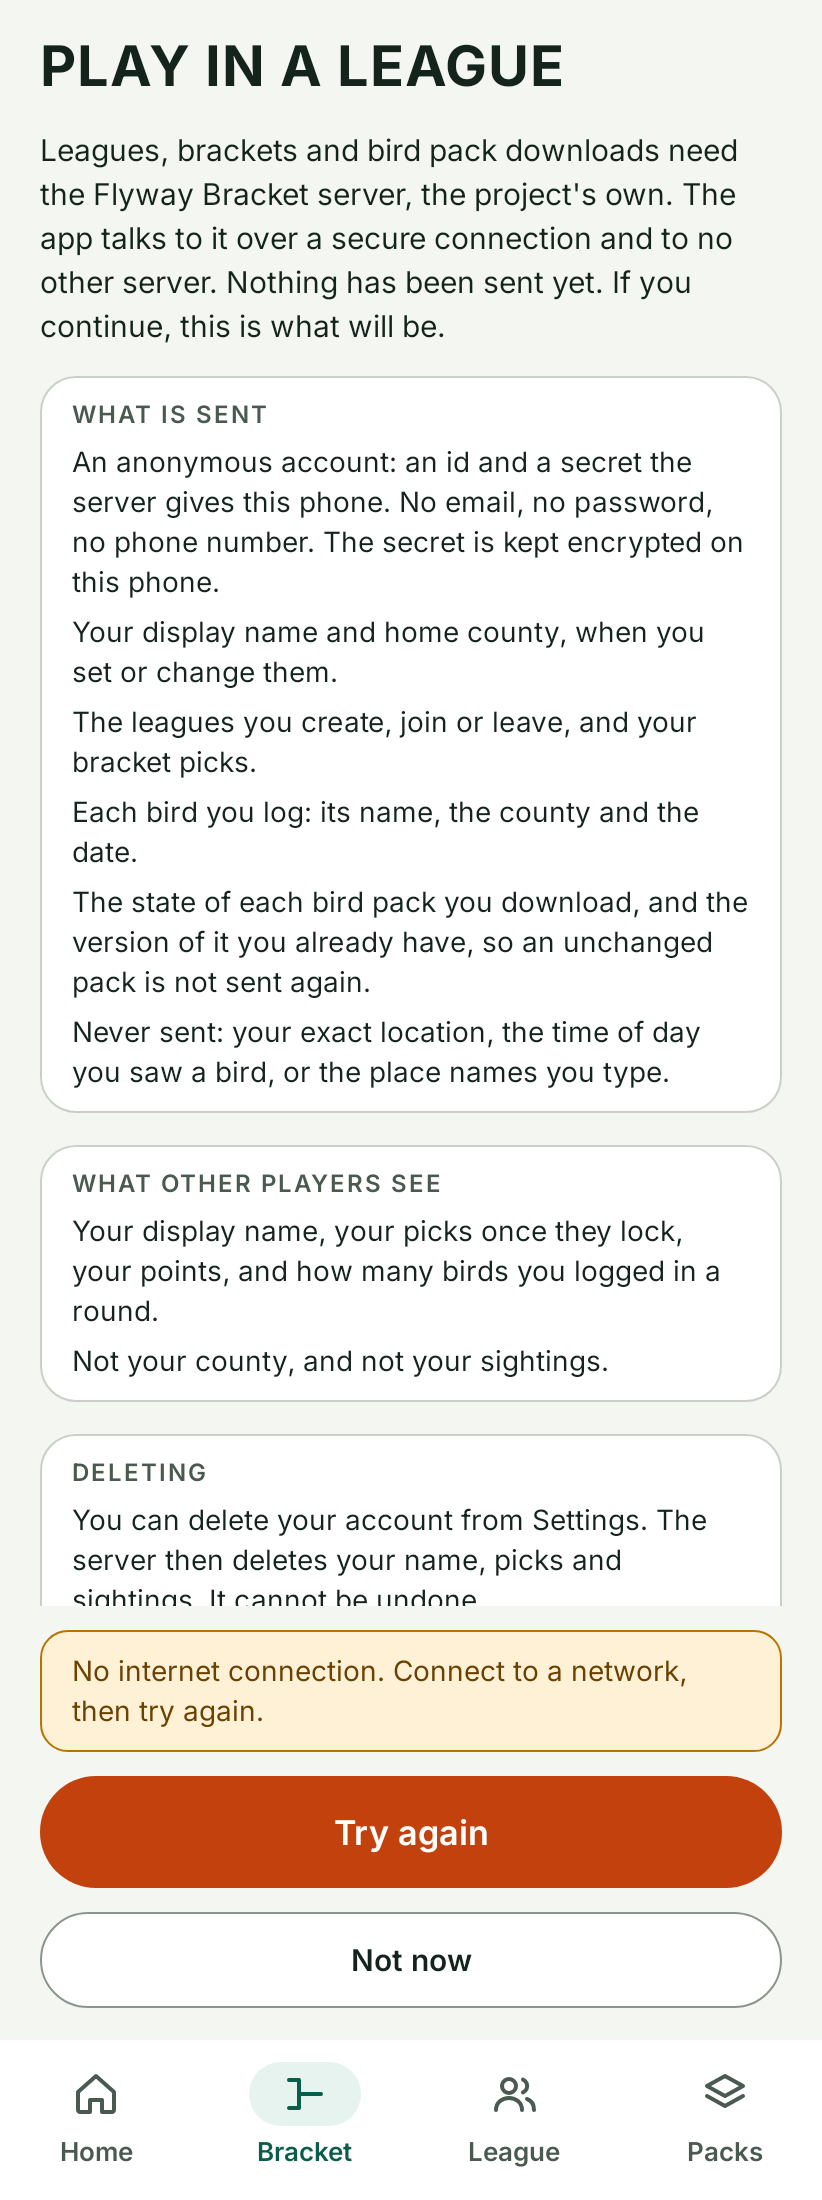 PLAY IN A LEAGUE
Leagues, brackets and bird pack downloads need
the Flyway Bracket server, the project's own. The
app talks to it over a secure connection and to no
other server. Nothing has been sent yet. If you
continue, this is what will be.
WHAT IS SENT
An anonymous account: an id and a secret the
server gives this phone. No email, no password,
no phone number. The secret is kept encrypted on
this phone.
Your display name and home county, when you
set or change them.
The leagues you create, join or leave, and your
bracket picks.
Each bird you log: its name, the county and the
date.
The state of each bird pack you download, and the
version of it you already have, so an unchanged
pack is not sent again.
Never sent: your exact location, the time of day
you saw a bird, or the place names you type.
WHAT OTHER PLAYERS SEE
Your display name, your picks once they lock,
your points, and how many birds you logged in a
round.
Not your county, and not your sightings.
DELETING
You can delete your account from Settings. The
server then deletes your name, picks and
sightings. It cannot be undone
No internet connection. Connect to a network,
then try again.
Try again
Not now
Home
Bracket
League
Packs